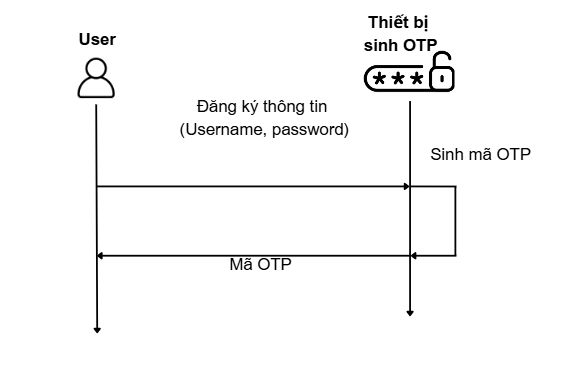 User
Thiết bị
sinh OTP
Đăng ký thông tin
(Username, password)
Sinh mã OTP
Mã OTP